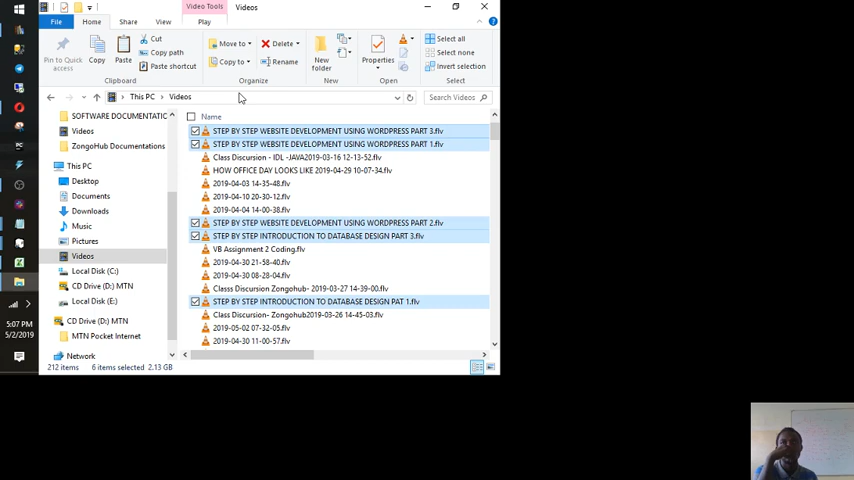 Video Tools
Videos
File
Home
Share
View
Play
Pin to Quick access
Copy
Paste
Cut
Copy path
Paste shortcut
Clipboard
Move to
Copy to
Delete
Rename
Organize
New folder
New
Properties
Open
Select all
Select none
Invert selection
Select
This PC
Videos
Search Videos
SOFTWARE DOCUMENTATIC
Videos
ZongoHub Documentations
This PC
Desktop
Documents
Downloads
Music
Pictures
Videos
Local Disk (C:)
CD Drive (D:) MTN
Local Disk (E:)
CD Drive (D:) MTN
MTN Pocket Internet
Network
Name
STEP BY STEP WEBSITE DEVELOPMENT USING WORDPRESS PART 3.flv
STEP BY STEP WEBSITE DEVELOPMENT USING WORDPRESS PART 1.flv
Class Discursion - IDL -JAVA2019-03-16 12-13-52.flv
HOW OFFICE DAY LOOKS LIKE 2019-04-29 10-07-34.flv
2019-04-03 14-35-48.flv
2019-04-10 20-30-12.flv
2019-04-04 14-00-38.flv
STEP BY STEP WEBSITE DEVELOPMENT USING WORDPRESS PART 2.flv
STEP BY STEP INTRODUCTION TO DATABASE DESIGN PART 3.flv
VB Assignment 2 Coding.flv
2019-04-30 21-58-40.flv
2019-04-30 08-28-04.flv
Classs Discursion Zongohub- 2019-03-27 14-39-00.flv
STEP BY STEP INTRODUCTION TO DATABASE DESIGN PAT 1.flv
Class Discursion- Zongohub2019-03-26 14-45-03.flv
2019-05-02 07-32-05.flv
2019-04-30 11-00-57.flv
212 items
6 items selected 2.13 GB
5:07 PM
5/2/2019